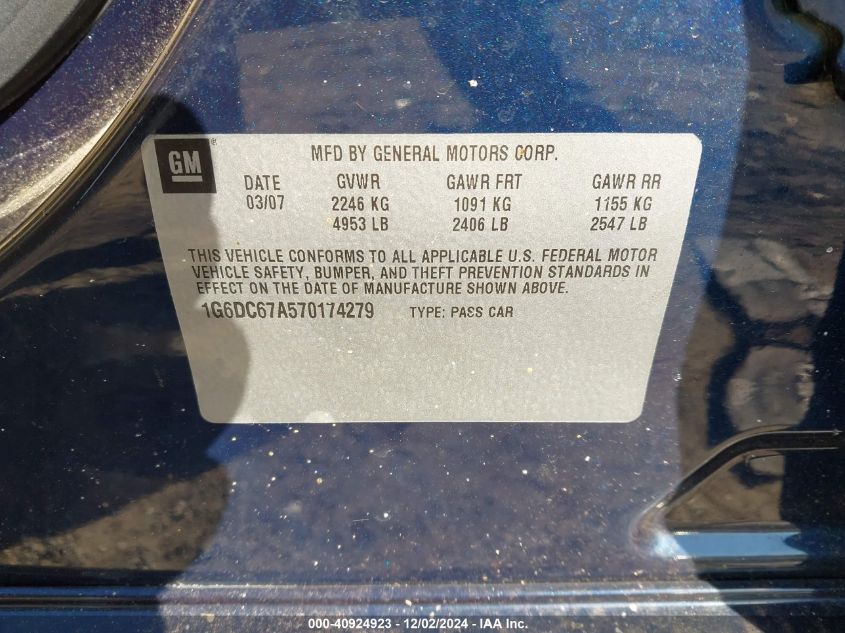 GM ®
MFD BY GENERAL MOTORS CORP.
DATE GVWR GAWR FRT GAWR RR
03/07 2246 KG 1091 KG 1155 KG
4953 LB 2406 LB 2547 LB
THIS VEHICLE CONFORMS TO ALL APPLICABLE U.S. FEDERAL MOTOR
VEHICLE SAFETY, BUMPER, AND THEFT PREVENTION STANDARDS IN
EFFECT ON THE DATE OF MANUFACTURE SHOWN ABOVE.
1G6DC67A570174279 TYPE: PASS CAR
000-40924923 - 12/02/2024 - IAA Inc.